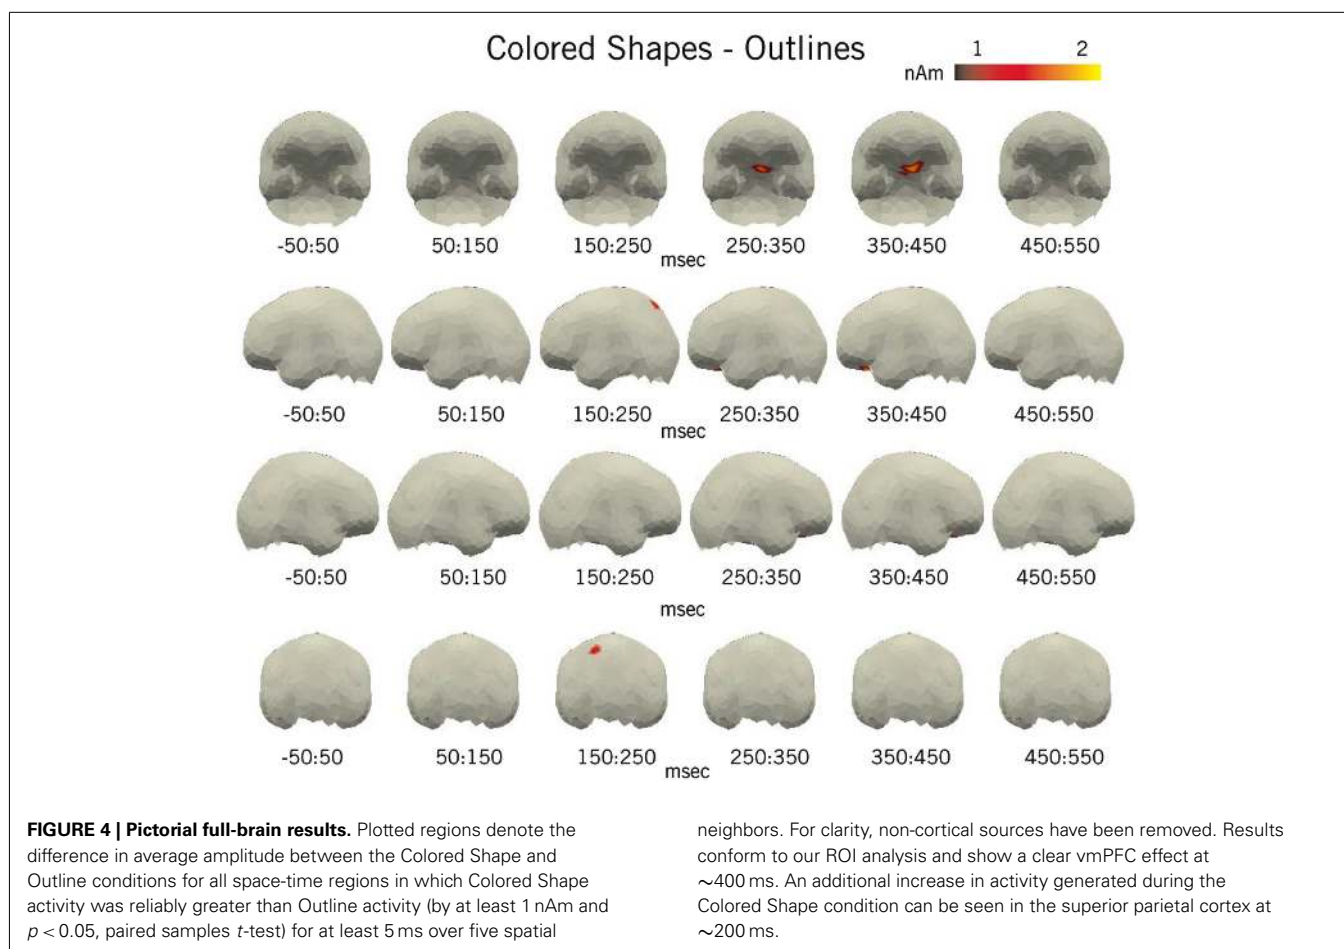 Colored Shapes - Outlines
1 2
nAm
-50:50 50:150 150:250 250:350 350:450 450:550
msec
-50:50 50:150 150:250 250:350 350:450 450:550
msec
-50:50 50:150 150:250 250:350 350:450 450:550
msec
-50:50 50:150 150:250 250:350 350:450 450:550
msec
FIGURE 4 | Pictorial full-brain results. Plotted regions denote the
difference in average amplitude between the Colored Shape and
Outline conditions for all space-time regions in which Colored Shape
activity was reliably greater than Outline activity (by at least 1 nAm and
p < 0.05, paired samples t-test) for at least 5 ms over five spatial
neighbors. For clarity, non-cortical sources have been removed. Results
conform to our ROI analysis and show a clear vmPFC effect at
∼400 ms. An additional increase in activity generated during the
Colored Shape condition can be seen in the superior parietal cortex at
∼200 ms.